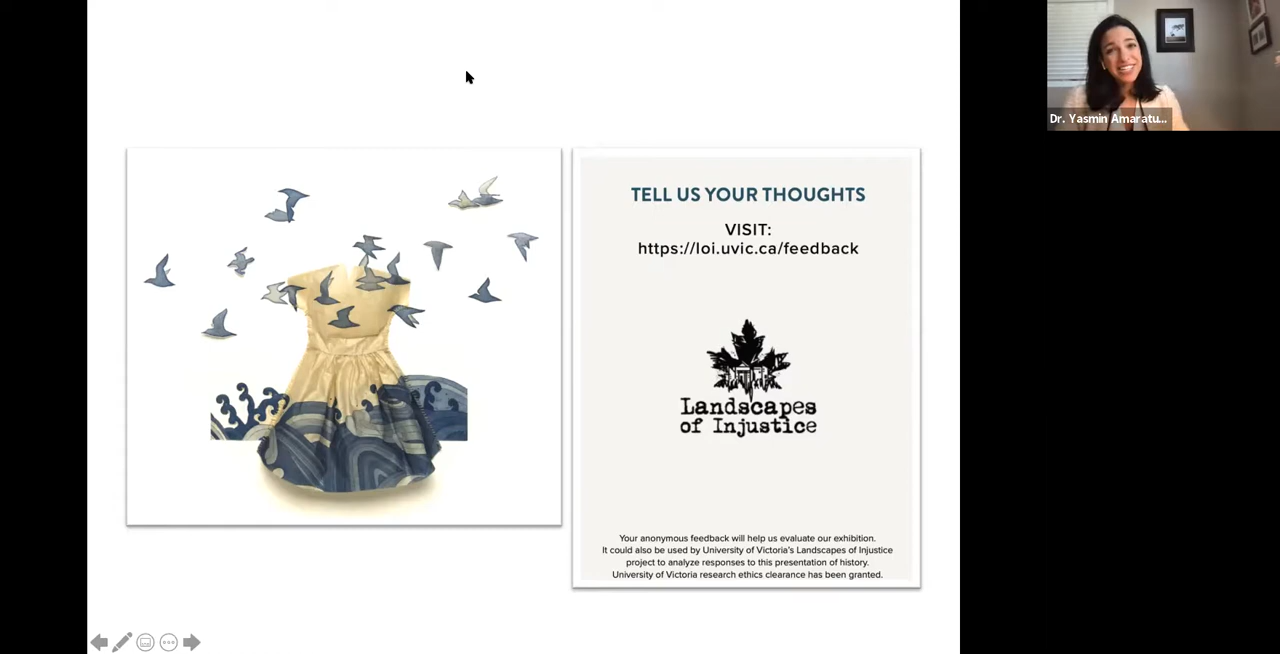 Dr. Yasmin Amaratu...
TELL US YOUR THOUGHTS
VISIT:
https://loi.uvic.ca/feedback
Landscapes
of Injustice
Your anonymous feedback will help us evaluate our exhibition.
It could also be used by University of Victoria's Landscapes of Injustice
project to analyze responses to this presentation of history.
University of Victoria research ethics clearance has been granted.